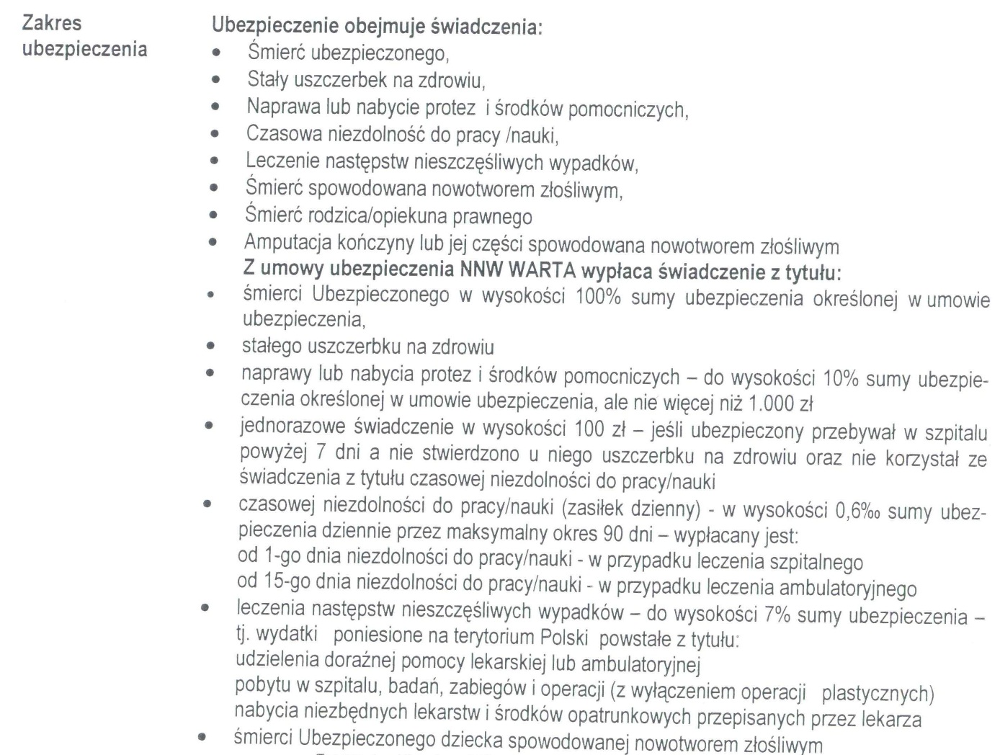 Zakres
ubezpieczenia
Ubezpieczenie obejmuje świadczenia:
• Śmierć ubezpieczonego,
• Stały uszczerbek na zdrowiu,
• Naprawa lub nabycie protez i środków pomocniczych,
• Czasowa niezdolność do pracy /nauki,
• Leczenie następstw nieszczęśliwych wypadków,
• Śmierć spowodowana nowotworem złośliwym,
• Śmierć rodzica/opiekuna prawnego
• Amputacja kończyny lub jej części spowodowana nowotworem złośliwym
Z umowy ubezpieczenia NNW WARTA wypłaca świadczenie z tytułu:
• śmierci Ubezpieczonego w wysokości 100% sumy ubezpieczenia określonej w umowie
ubezpieczenia,
• stałego uszczerbku na zdrowiu
• naprawy lub nabycia protez i środków pomocniczych – do wysokości 10% sumy ubezpie-
czenia określonej w umowie ubezpieczenia, ale nie więcej niż 1.000 zł
• jednorazowe świadczenie w wysokości 100 zł – jeśli ubezpieczony przebywał w szpitalu
powyżej 7 dni a nie stwierdzono u niego uszczerbku na zdrowiu oraz nie korzystał ze
świadczenia z tytułu czasowej niezdolności do pracy/nauki
• czasowej niezdolności do pracy/nauki (zasiłek dzienny) - w wysokości 0,6‰ sumy ubez-
pieczenia dziennie przez maksymalny okres 90 dni – wypłacany jest:
od 1-go dnia niezdolności do pracy/nauki - w przypadku leczenia szpitalnego
od 15-go dnia niezdolności do pracy/nauki - w przypadku leczenia ambulatoryjnego
• leczenia następstw nieszczęśliwych wypadków – do wysokości 7% sumy ubezpieczenia –
tj. wydatki poniesione na terytorium Polski powstałe z tytułu:
udzielenia doraźnej pomocy lekarskiej lub ambulatoryjnej
pobytu w szpitalu, badań, zabiegów i operacji (z wyłączeniem operacji plastycznych)
nabycia niezbędnych lekarstw i środków opatrunkowych przepisanych przez lekarza
• śmierci Ubezpieczonego dziecka spowodowanej nowotworem złośliwym